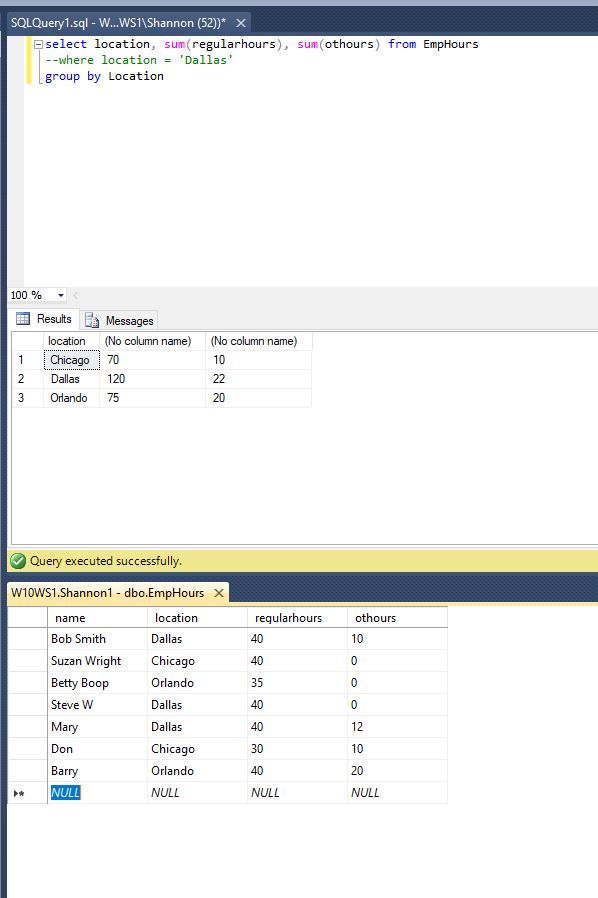 SQLQuery1.sql - W...WS1\Shannon (52))* ×
select location, sum(regularhours), sum(othours) from EmpHours
--where location = 'Dallas'
group by Location
100 %
Results Messages
location (No column name) (No column name)
1 Chicago 70 10
2 Dallas 120 22
3 Orlando 75 20
Query executed successfully.
W10WS1.Shannon1 - dbo.EmpHours ×
name location regularhours othours
Bob Smith Dallas 40 10
Suzan Wright Chicago 40 0
Betty Boop Orlando 35 0
Steve W Dallas 40 0
Mary Dallas 40 12
Don Chicago 30 10
Barry Orlando 40 20
NULL NULL NULL NULL